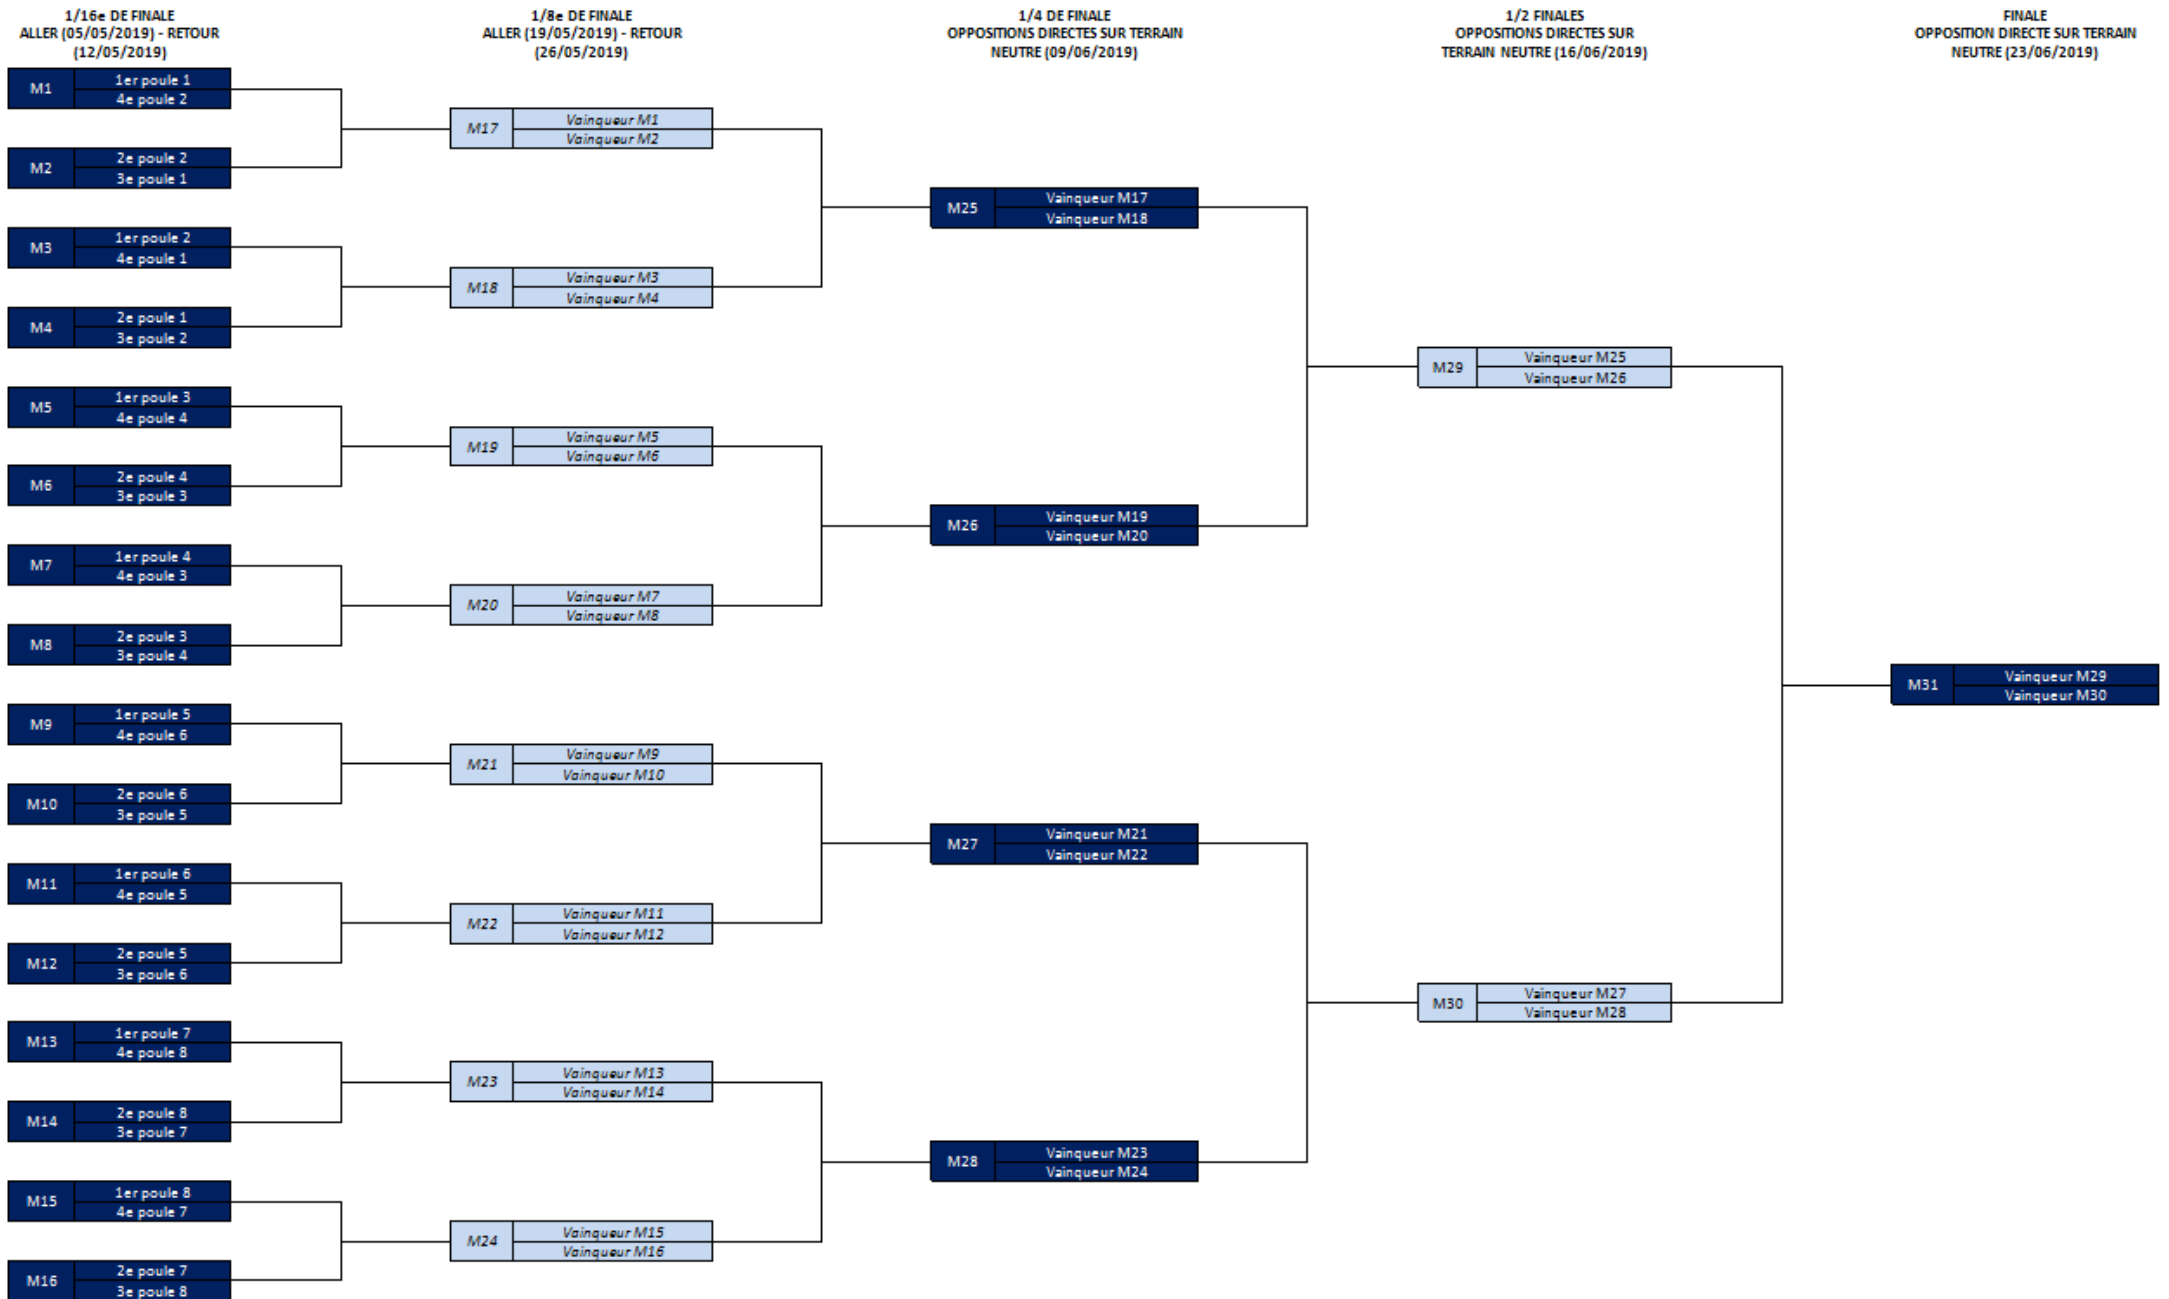 1/16e DE FINALE
ALLER (05/05/2019) - RETOUR
(12/05/2019)
1/8e DE FINALE
ALLER (19/05/2019) - RETOUR
(26/05/2019)
1/4 DE FINALE
OPPOSITIONS DIRECTES SUR TERRAIN
NEUTRE (09/06/2019)
1/2 FINALES
OPPOSITIONS DIRECTES SUR
TERRAIN NEUTRE (16/06/2019)
FINALE
OPPOSITION DIRECTE SUR TERRAIN
NEUTRE (23/06/2019)
M1
1er poule 1
4e poule 2
M2
2e poule 2
3e poule 1
M3
1er poule 2
4e poule 1
M4
2e poule 1
3e poule 2
M5
1er poule 3
4e poule 4
M6
2e poule 4
3e poule 3
M7
1er poule 4
4e poule 3
M8
2e poule 3
3e poule 4
M9
1er poule 5
4e poule 6
M10
2e poule 6
3e poule 5
M11
1er poule 6
4e poule 5
M12
2e poule 5
3e poule 6
M13
1er poule 7
4e poule 8
M14
2e poule 8
3e poule 7
M15
1er poule 8
4e poule 7
M16
2e poule 7
3e poule 8
M17
Vainqueur M1
Vainqueur M2
M18
Vainqueur M3
Vainqueur M4
M19
Vainqueur M5
Vainqueur M6
M20
Vainqueur M7
Vainqueur M8
M21
Vainqueur M9
Vainqueur M10
M22
Vainqueur M11
Vainqueur M12
M23
Vainqueur M13
Vainqueur M14
M24
Vainqueur M15
Vainqueur M16
M25
Vainqueur M17
Vainqueur M18
M26
Vainqueur M19
Vainqueur M20
M27
Vainqueur M21
Vainqueur M22
M28
Vainqueur M23
Vainqueur M24
M29
Vainqueur M25
Vainqueur M26
M30
Vainqueur M27
Vainqueur M28
M31
Vainqueur M29
Vainqueur M30